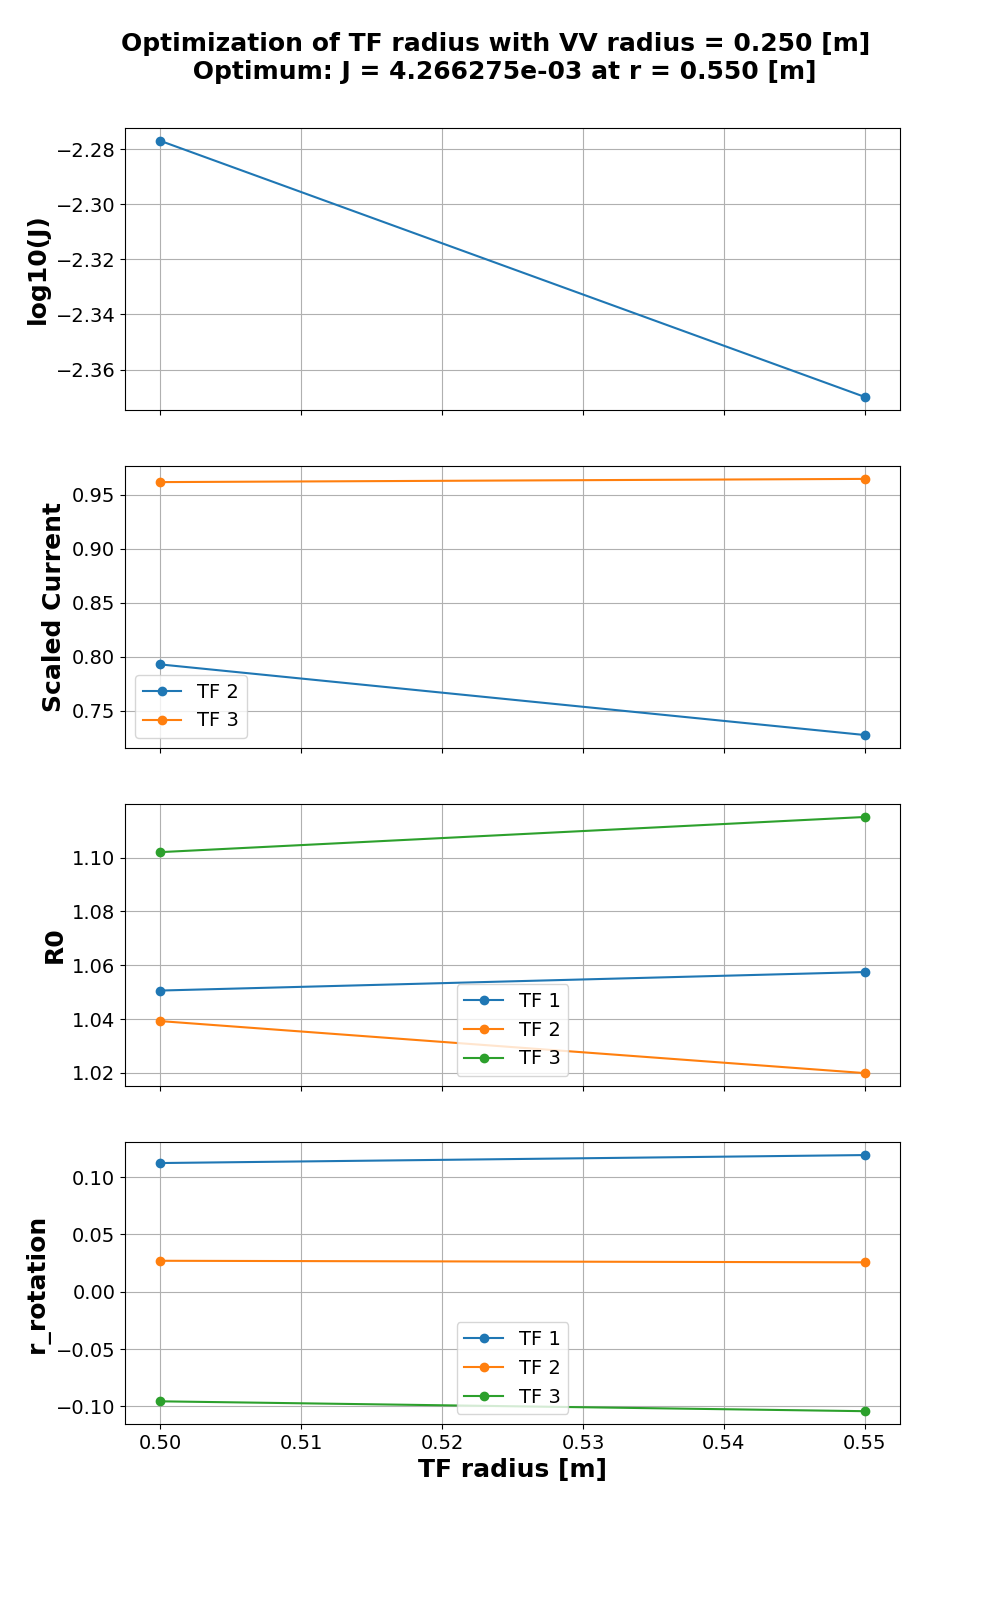 Optimization of TF radius with VV radius = 0.250 [m]
Optimum: J = 4.266275e-03 at r = 0.550 [m]
log10(J)
−2.28
−2.30
−2.32
−2.34
−2.36
Scaled Current
0.95
0.90
0.85
0.80
0.75
TF 2
TF 3
R0
1.10
1.08
1.06
1.04
1.02
TF 1
TF 2
TF 3
r_rotation
0.10
0.05
0.00
−0.05
−0.10
TF 1
TF 2
TF 3
0.50 0.51 0.52 0.53 0.54 0.55
TF radius [m]